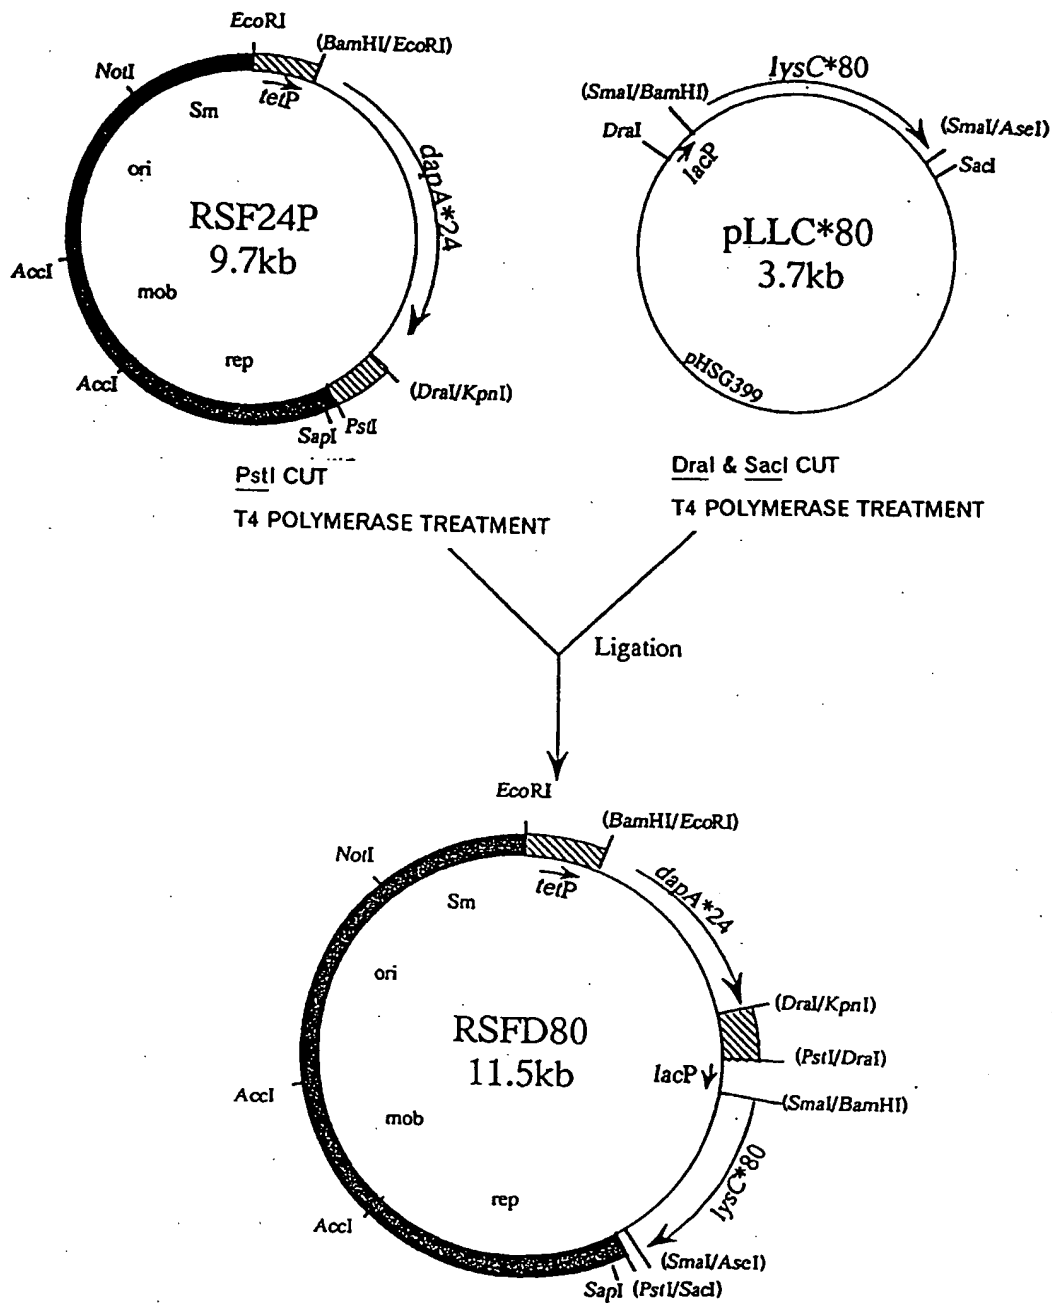 EcoRI
(BamHI/EcoRI)
NotI
tetP
Sm
ori
dapA*24
RSF24P
9.7kb
AccI
mob
rep
AccI
(DraI/KpnI)
SapI
PstI
lysC*80
(SmaI/BamHI)
(SmaI/AseI)
DraI
SacI
lacP
pLLC*80
3.7kb
pHSG399
PstI CUT
T4 POLYMERASE TREATMENT
DraI & SacI CUT
T4 POLYMERASE TREATMENT
Ligation
EcoRI
(BamHI/EcoRI)
NotI
tetP
Sm
dapA*24
ori
(DraI/KpnI)
RSFD80
11.5kb
(PstI/DraI)
lacP
AccI
(SmaI/BamHI)
mob
lysC*80
rep
AccI
(SmaI/AseI)
SapI
(PstI/SacI)